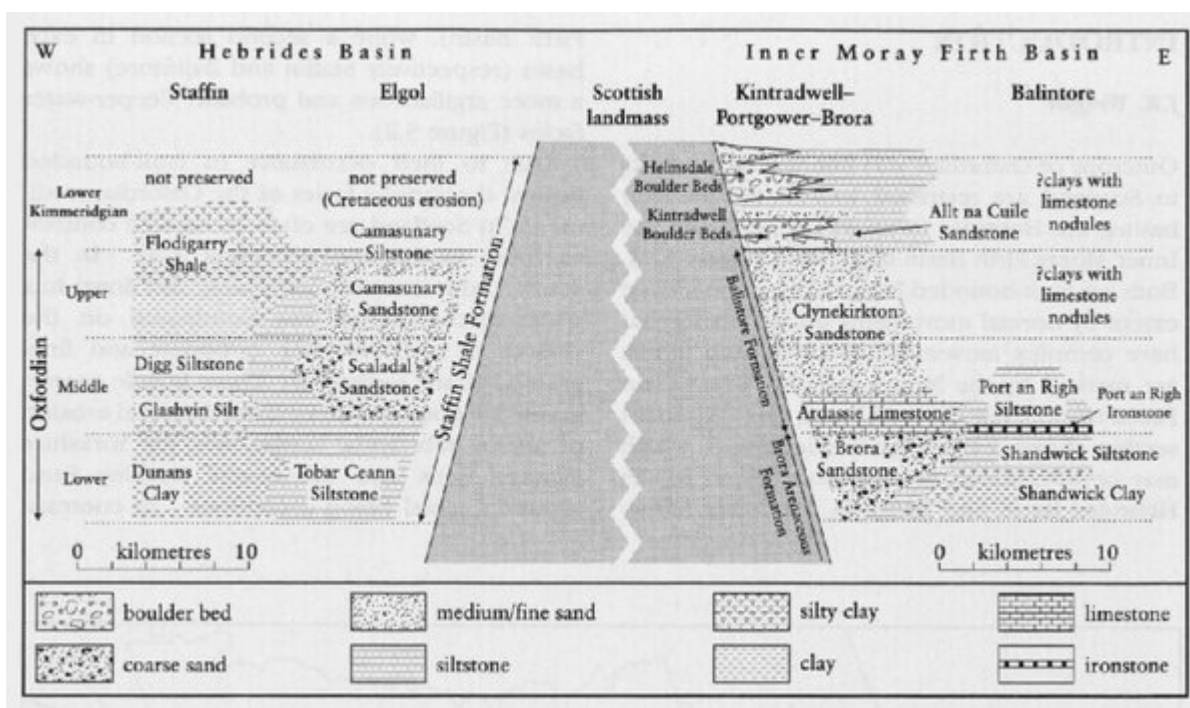 W
Hebrides Basin
Inner Moray Firth Basin
E
Staffin
Elgol
Scottish
landmass
Kintradwell–
Portgower–Brora
Balintore
Lower
Kimmeridgian
not preserved
not preserved
(Cretaceous erosion)
Helmsdale
Boulder Beds
Kintradwell
Boulder Beds
Allt na Cuile
Sandstone
?clays with
limestone
nodules
Flodigarry
Shale
Camasunary
Siltstone
Oxfordian
Upper
Camasunary
Sandstone
Clynekirkton
Sandstone
?clays with
limestone
nodules
Staffin Shale Formation
Balintore Formation
Middle
Digg Siltstone
Scaladal
Sandstone
Glashvin Silt
Ardassie Limestone
Port an Righ
Siltstone
Port an Righ
Ironstone
Lower
Dunans
Clay
Tobar Ceann
Siltstone
Brora Arenaceous
Formation
Brora
Sandstone
Shandwick Siltstone
Shandwick Clay
0 kilometres 10
0 kilometres 10
boulder bed
medium/fine sand
silty clay
limestone
coarse sand
siltstone
clay
ironstone